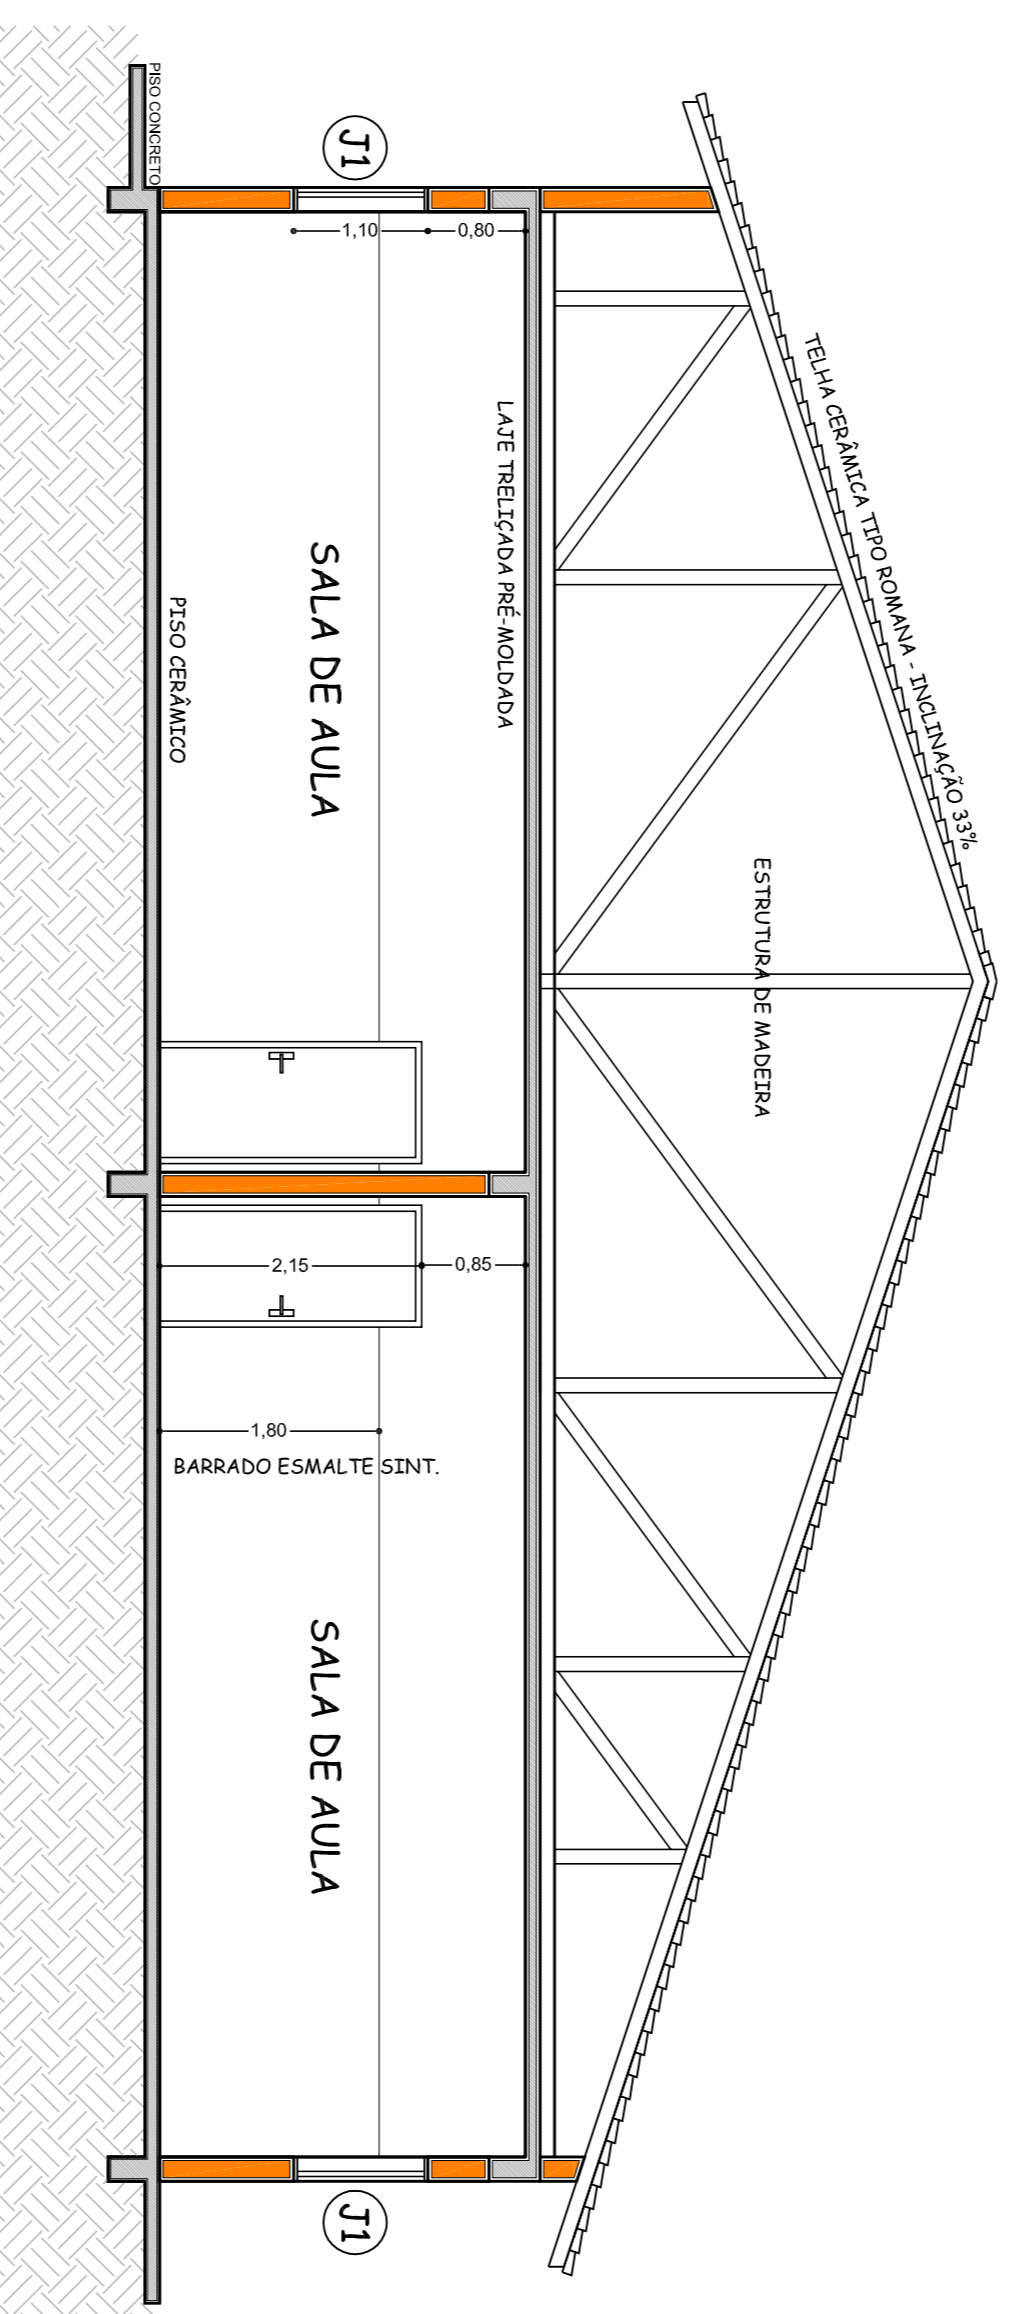 TELHA CERÂMICA TIPO ROMANA - INCLINAÇÃO 33%
ESTRUTURA DE MADEIRA
LAJE TRELIÇADA PRÉ-MOLDADA
0,80
1,10
J1
SALA DE AULA
PISO CERÂMICO
PISO CONCRETO
0,85
2,15
1,80
BARRADO ESMALTE SINT.
SALA DE AULA
J1